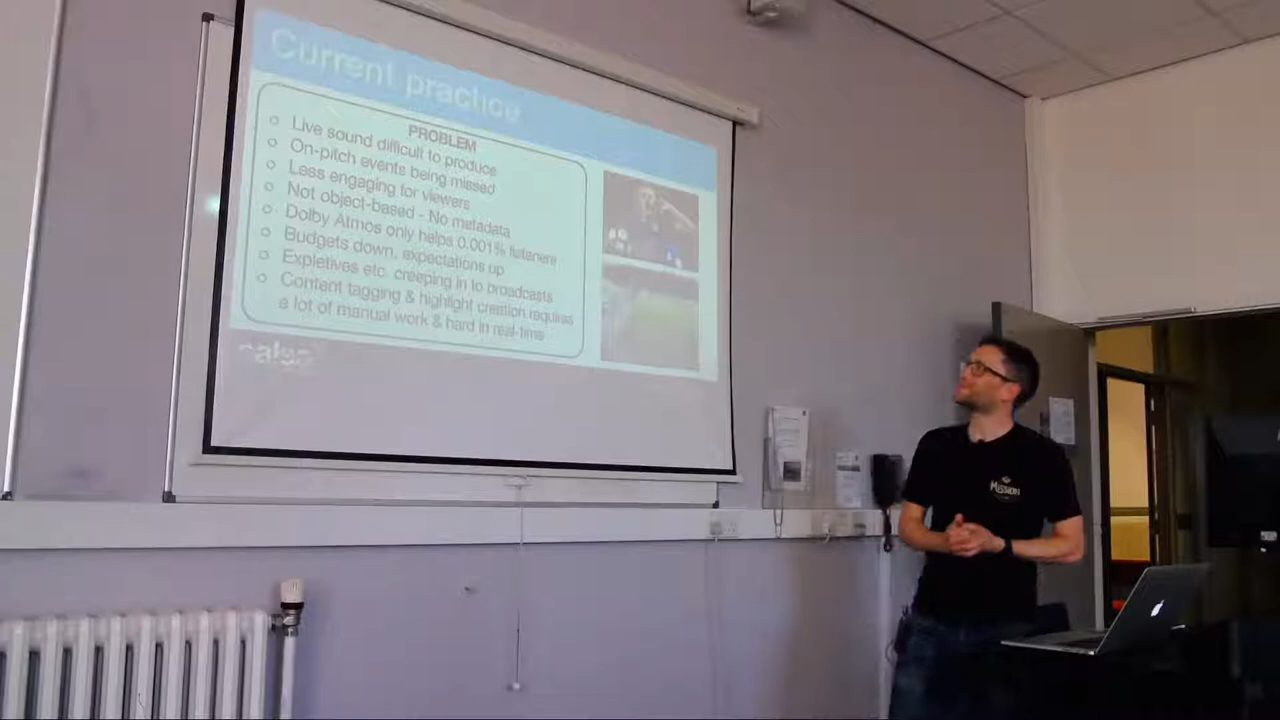 Current practice
PROBLEM
Live sound difficult to produce
On-pitch events being missed
Less engaging for viewers
Not object-based - No metadata
Dolby Atmos only helps 0.001% listeners
Budgets down, expectations up
Expletives etc. creeping in to broadcasts
Content tagging & highlight creation requires
a lot of manual work & hard in real-time
MISSION